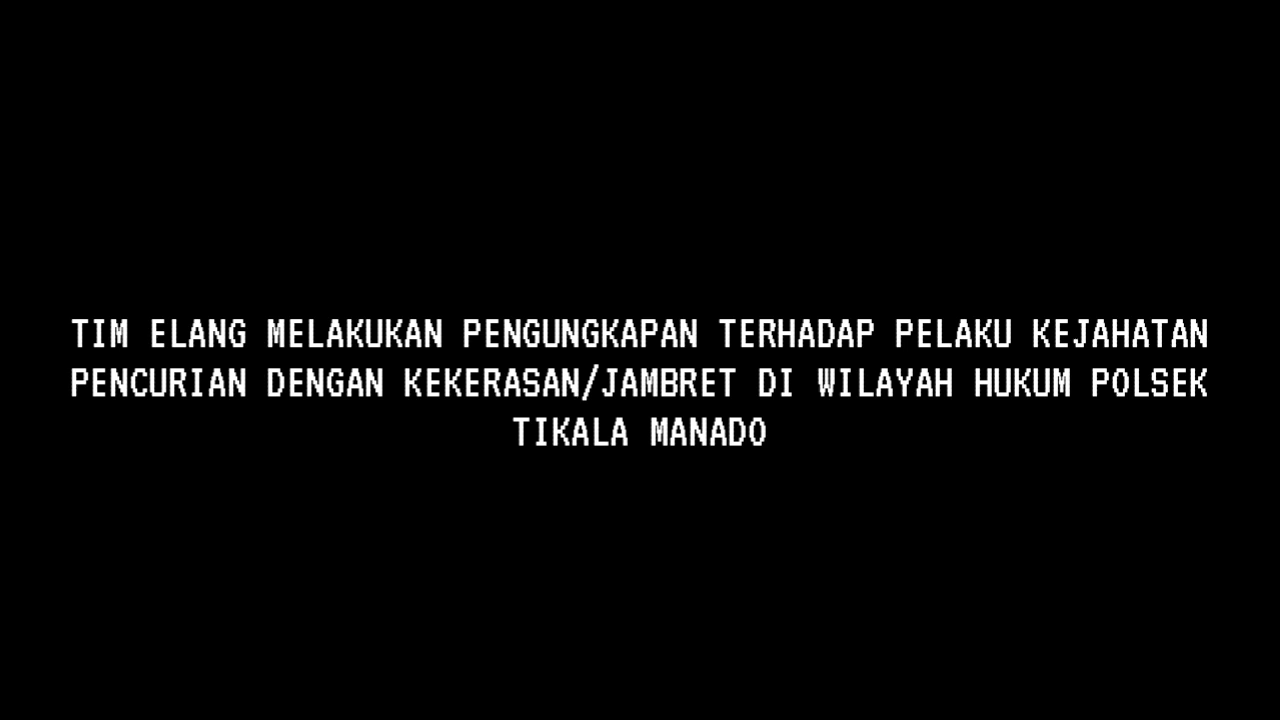 TIM ELANG MELAKUKAN PENGUNGKAPAN TERHADAP PELAKU KEJAHATAN
PENCURIAN DENGAN KEKERASAN/JAMBRET DI WILAYAH HUKUM POLSEK
TIKALA MANADO